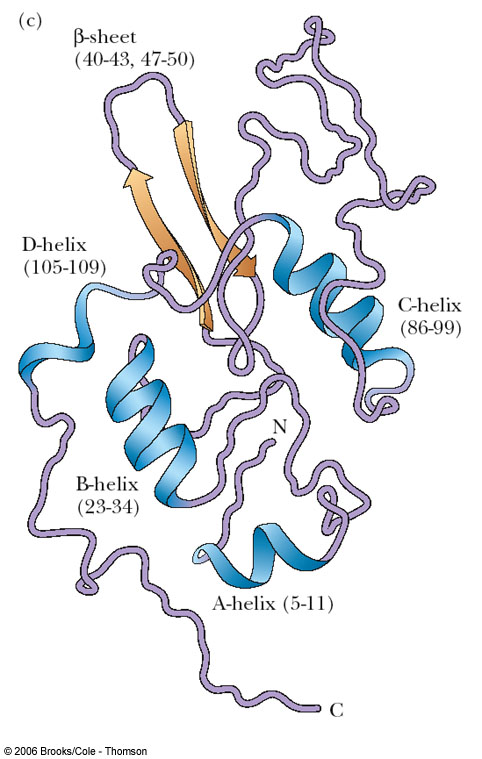 (c)
β-sheet
(40-43, 47-50)
D-helix
(105-109)
C-helix
(86-99)
N
B-helix
(23-34)
A-helix (5-11)
C
© 2006 Brooks/Cole - Thomson